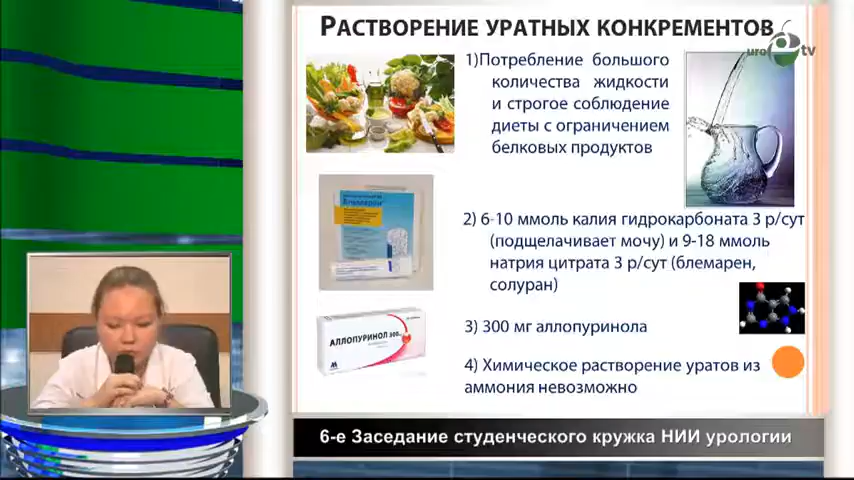 РАСТВОРЕНИЕ УРАТНЫХ КОНКРЕМЕНТОВ
uro tv
1)Потребление большого
количества жидкости
и строгое соблюдение
диеты с ограничением
белковых продуктов
Блемарен
2) 6-10 ммоль калия гидрокарбоната 3 р/сут
(подщелачивает мочу) и 9-18 ммоль
натрия цитрата 3 р/сут (блемарен,
солуран)
АЛЛОПУРИНОЛ 300
3) 300 мг аллопуринола
4) Химическое растворение уратов из
аммония невозможно
6-е Заседание студенческого кружка НИИ урологии